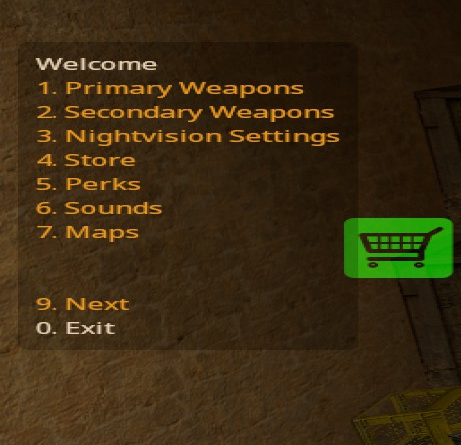 Welcome
1. Primary Weapons
2. Secondary Weapons
3. Nightvision Settings
4. Store
5. Perks
6. Sounds
7. Maps
9. Next
0. Exit